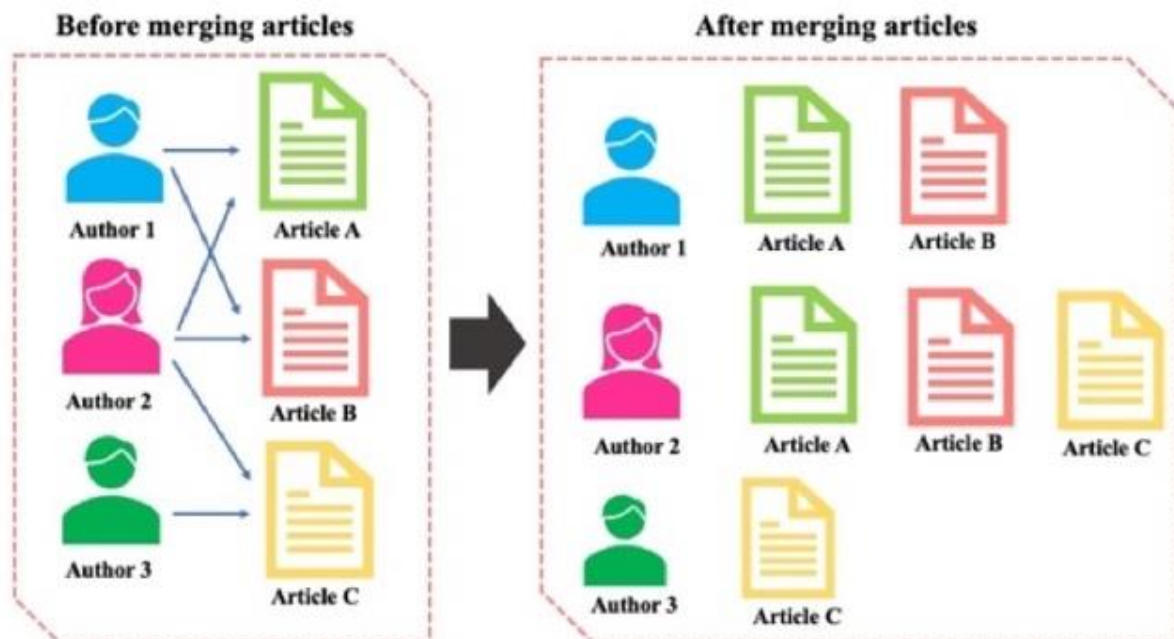 Before merging articles
After merging articles
Author 1
Article A
Author 2
Article B
Author 3
Article C
Author 1
Article A
Article B
Author 2
Article A
Article B
Article C
Author 3
Article C